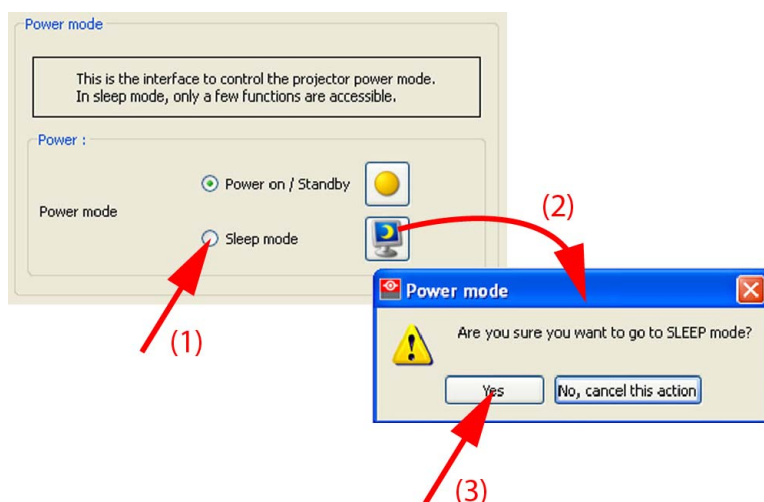 Power mode
This is the interface to control the projector power mode.
In sleep mode, only a few functions are accessible.
Power :
Power on / Standby
Power mode
Sleep mode
(1)
(2)
Power mode
Are you sure you want to go to SLEEP mode?
Yes
No, cancel this action
(3)